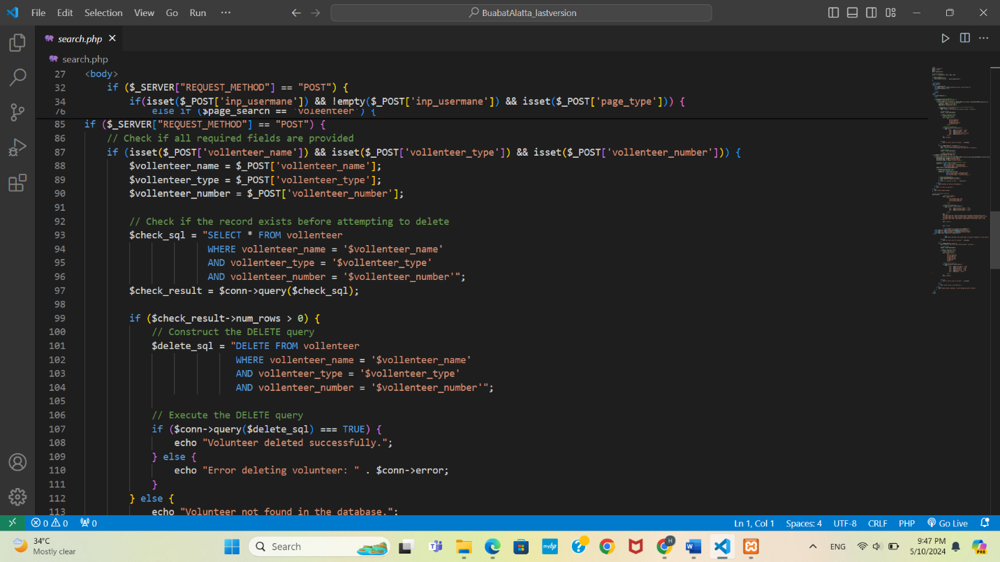 File Edit Selection View Go Run ··· BuabatAlatta_lastversion
search.php
search.php
27 <body>
32 if ($_SERVER["REQUEST_METHOD"] == "POST") {
34 if(isset($_POST['inp_usermane']) && !empty($_POST['inp_usermane']) && isset($_POST['page_type'])) {
76 else if ($page_search == 'volleenteer') {
85 if ($_SERVER["REQUEST_METHOD"] == "POST") {
86 // Check if all required fields are provided
87 if (isset($_POST['vollenteer_name']) && isset($_POST['vollenteer_type']) && isset($_POST['vollenteer_number'])) {
88 $vollenteer_name = $_POST['vollenteer_name'];
89 $vollenteer_type = $_POST['vollenteer_type'];
90 $vollenteer_number = $_POST['vollenteer_number'];
91
92 // Check if the record exists before attempting to delete
93 $check_sql = "SELECT * FROM vollenteer
94 WHERE vollenteer_name = '$vollenteer_name'
95 AND vollenteer_type = '$vollenteer_type'
96 AND vollenteer_number = '$vollenteer_number'";
97 $check_result = $conn->query($check_sql);
98
99 if ($check_result->num_rows > 0) {
100 // Construct the DELETE query
101 $delete_sql = "DELETE FROM vollenteer
102 WHERE vollenteer_name = '$vollenteer_name'
103 AND vollenteer_type = '$vollenteer_type'
104 AND vollenteer_number = '$vollenteer_number'";
105
106 // Execute the DELETE query
107 if ($conn->query($delete_sql) === TRUE) {
108 echo "Volunteer deleted successfully.";
109 } else {
110 echo "Error deleting volunteer: " . $conn->error;
111 }
112 } else {
113 echo "Volunteer not found in the database.";
0 0 0 Ln 1, Col 1 Spaces: 4 UTF-8 CRLF PHP Go Live
34°C
Mostly clear
Search
myhp
H
PRE
ENG
9:47 PM
5/10/2024